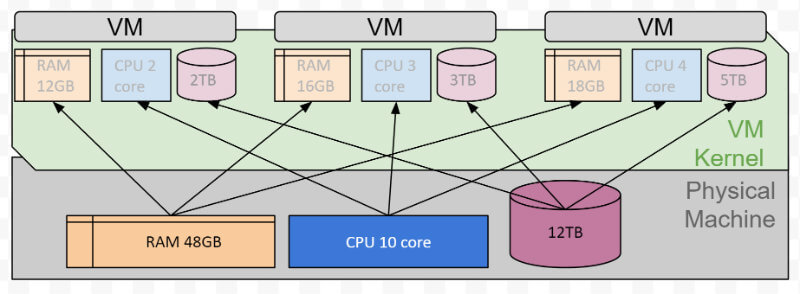 VM
VM
VM
RAM
12GB
CPU 2
core
2TB
RAM
16GB
CPU 3
core
3TB
RAM
18GB
CPU 4
core
5TB
VM
Kernel
Physical
Machine
RAM 48GB
CPU 10 core
12TB